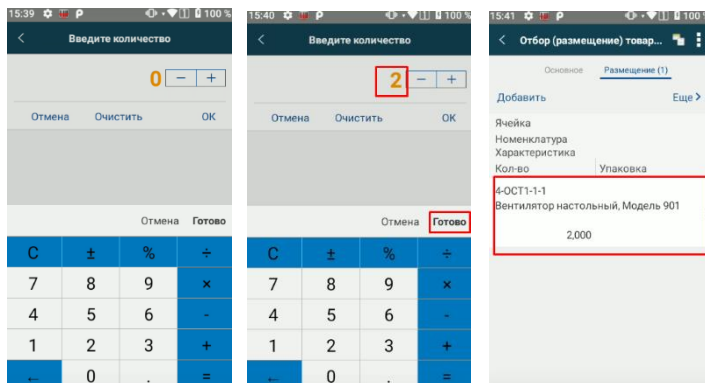 15:39 100 %
Введите количество
0 − +
Отмена Очистить OK
Отмена Готово
C ± % ÷
7 8 9 ×
4 5 6 -
1 2 3 +
← 0 . =
15:40 100 %
Введите количество
2 − +
Отмена Очистить OK
Отмена Готово
C ± % ÷
7 8 9 ×
4 5 6 -
1 2 3 +
← 0 . =
15:41 100 %
Отбор (размещение) товар...
Основное Размещение (1)
Добавить Еще >
Ячейка
Номенклатура
Характеристика
Кол-во Упаковка
4-ОСТ1-1-1
Вентилятор настольный, Модель 901
2,000